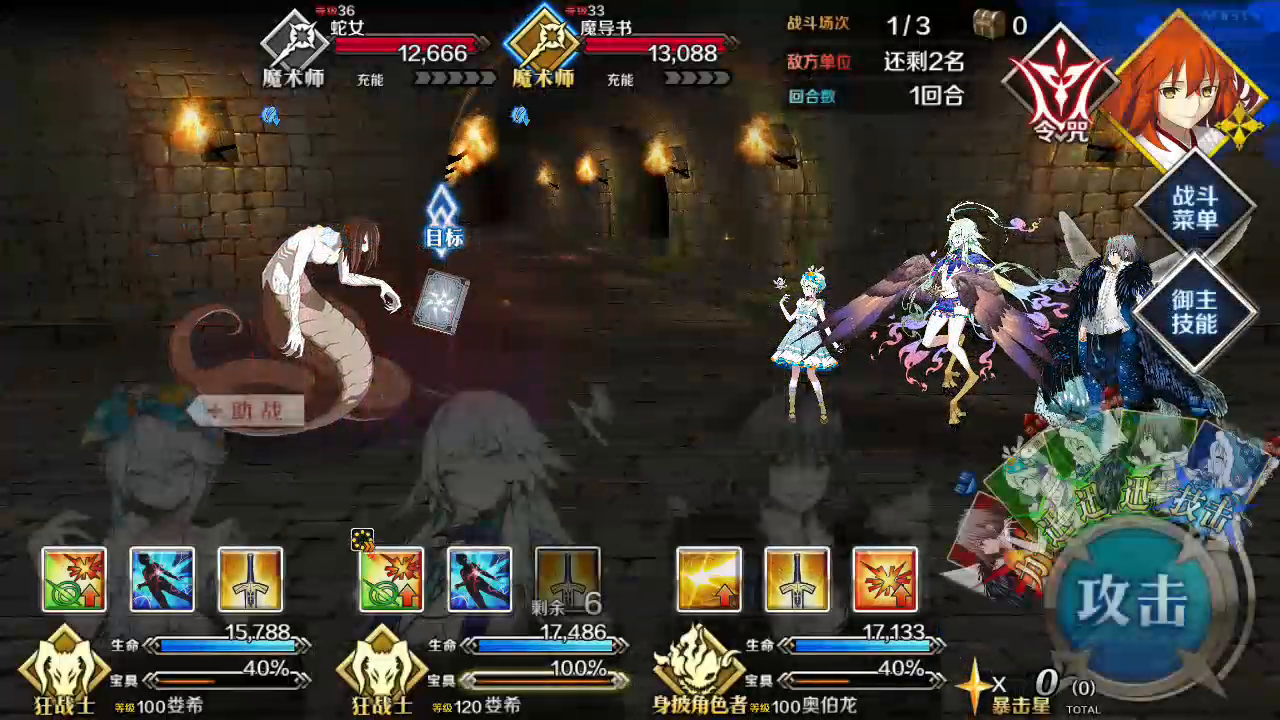 等级36
蛇女
12,666
魔术师
充能
等级33
魔导书
13,088
魔术师
充能
战斗场次 1/3
0
敌方单位 还剩2名
回合数 1回合
令咒
战斗
菜单
御主
技能
目标
助战
力 迅 迅 迅 技击
攻击
剩余 6
生命 15,788
宝具 40%
狂战士 等级100 娄希
生命 17,486
宝具 100%
狂战士 等级120 娄希
生命 17,133
宝具 40%
身披角色者 等级100 奥伯龙
X 0 (0)
暴击星 TOTAL